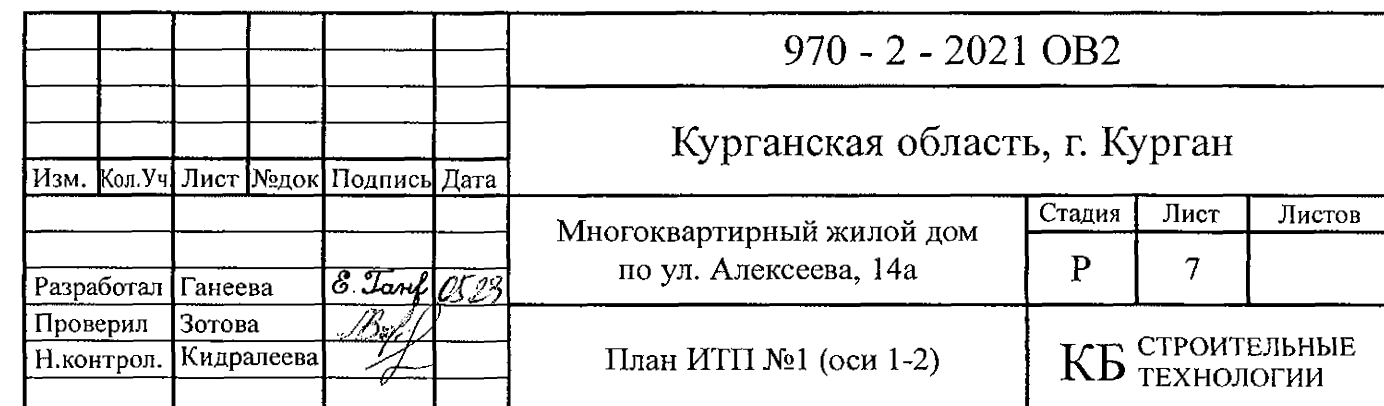 970 - 2 - 2021 ОВ2
Курганская область, г. Курган
Изм. Кол.Уч Лист №док Подпись Дата
Многоквартирный жилой дом
по ул. Алексеева, 14а
Стадия Лист Листов
Р 7
Разработал Ганеева 05.23
Проверил Зотова
Н.контрол. Кидралеева
План ИТП №1 (оси 1-2)
КБ СТРОИТЕЛЬНЫЕ
ТЕХНОЛОГИИ